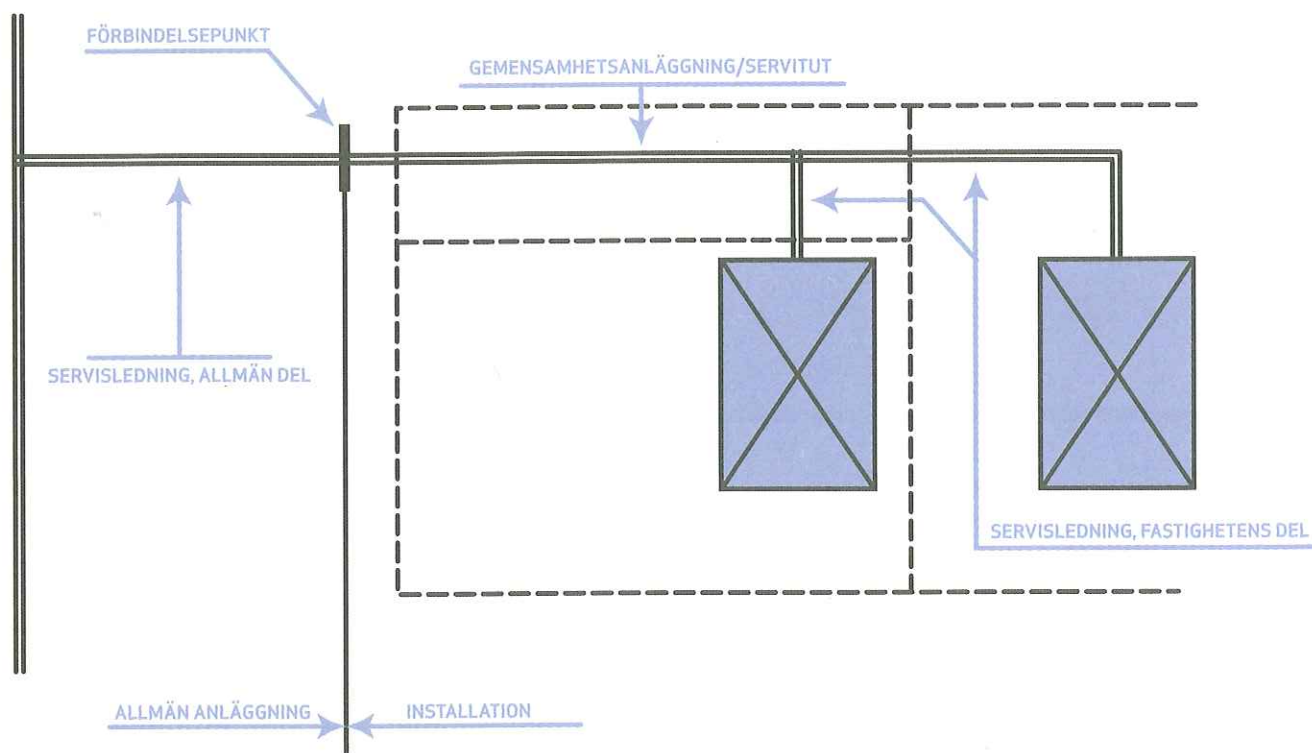 FÖRBINDELSEPUNKT
GEMENSAMHETSANLÄGGNING/SERVITUT
SERVISLEDNING, ALLMÄN DEL
SERVISLEDNING, FASTIGHETENS DEL
ALLMÄN ANLÄGGNING
INSTALLATION